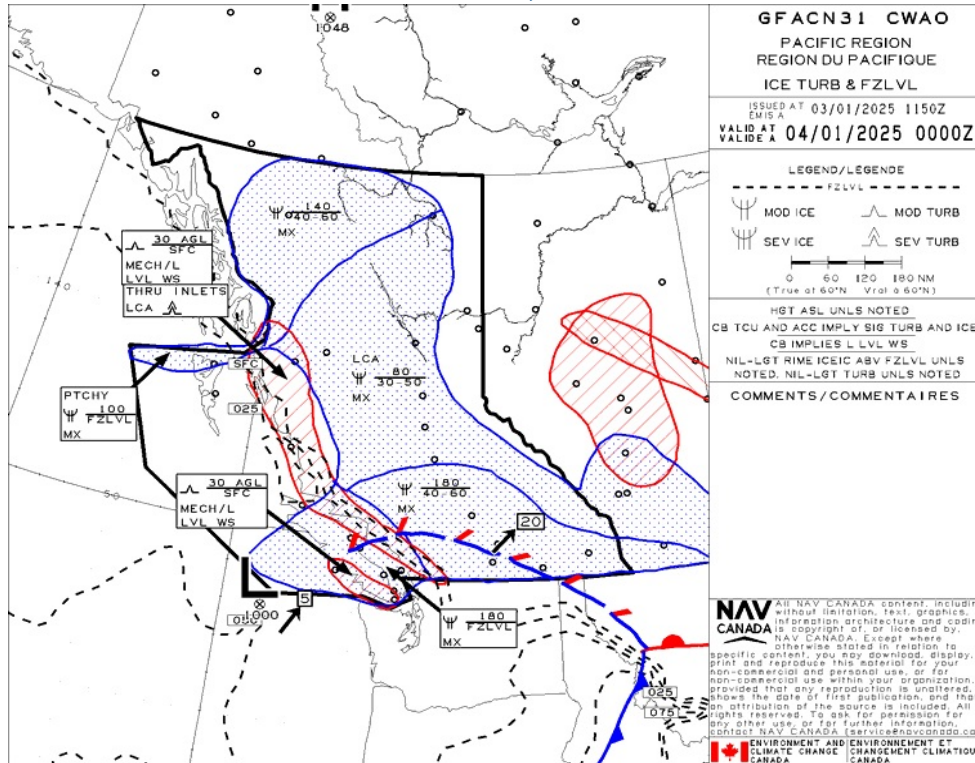 1048
140
40-60
MX
30 AGL
SFC
MECH/L
LVL WS
THRU INLETS
LCA
140
SFC
LCA
80
30-50
MX
PTCHY
100
FZLVL
MX
025
180
40-60
MX
30 AGL
SFC
MECH/L
LVL WS
50
20
L
1000
5
050
180
FZLVL
MX
025
075
GFACN31 CWAO
PACIFIC REGION
REGION DU PACIFIQUE
ICE TURB & FZLVL
ISSUED AT 03/01/2025 1150Z
EMIS A
VALID AT 04/01/2025 0000Z
VALIDE A
LEGEND/LEGENDE
FZLVL
MOD ICE MOD TURB
SEV ICE SEV TURB
0 60 120 180 NM
(True at 60°N Vrai à 60°N)
HGT ASL UNLS NOTED
CB TCU AND ACC IMPLY SIG TURB AND ICE
CB IMPLIES L LVL WS
NIL-LGT RIME ICEIC ABV FZLVL UNLS
NOTED. NIL-LGT TURB UNLS NOTED
COMMENTS/COMMENTAIRES
NAV
CANADA
All NAV CANADA content, includin
without limitation, text, graphics,
information architecture and codin
is copyright of, or licensed by,
NAV CANADA. Except where
otherwise stated in relation to
specific content, you may download, display,
print and reproduce this material for your
non-commercial and personal use, or for
non-commercial use within your organization,
provided that any reproduction is unaltered,
shows the date of first publication, and tha
an attribution of the source is included. All
rights reserved. To ask for permission for
any other use, or for further information,
contact NAV CANADA (service@navcanada.ca
ENVIRONMENT AND
CLIMATE CHANGE
CANADA
ENVIRONNEMENT ET
CHANGEMENT CLIMATIQU
CANADA